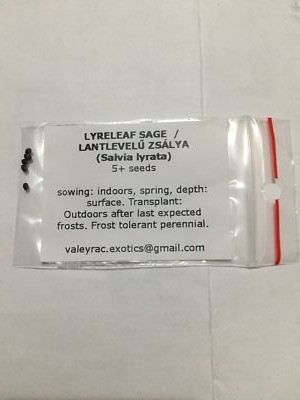 LYRELEAF SAGE /
LANTLEVELŰ ZSÁLYA
(Salvia lyrata)
5+ seeds
sowing: indoors, spring, depth:
surface. Transplant:
Outdoors after last expected
frosts. Frost tolerant perennial.
valeyrac.exotics@gmail.com